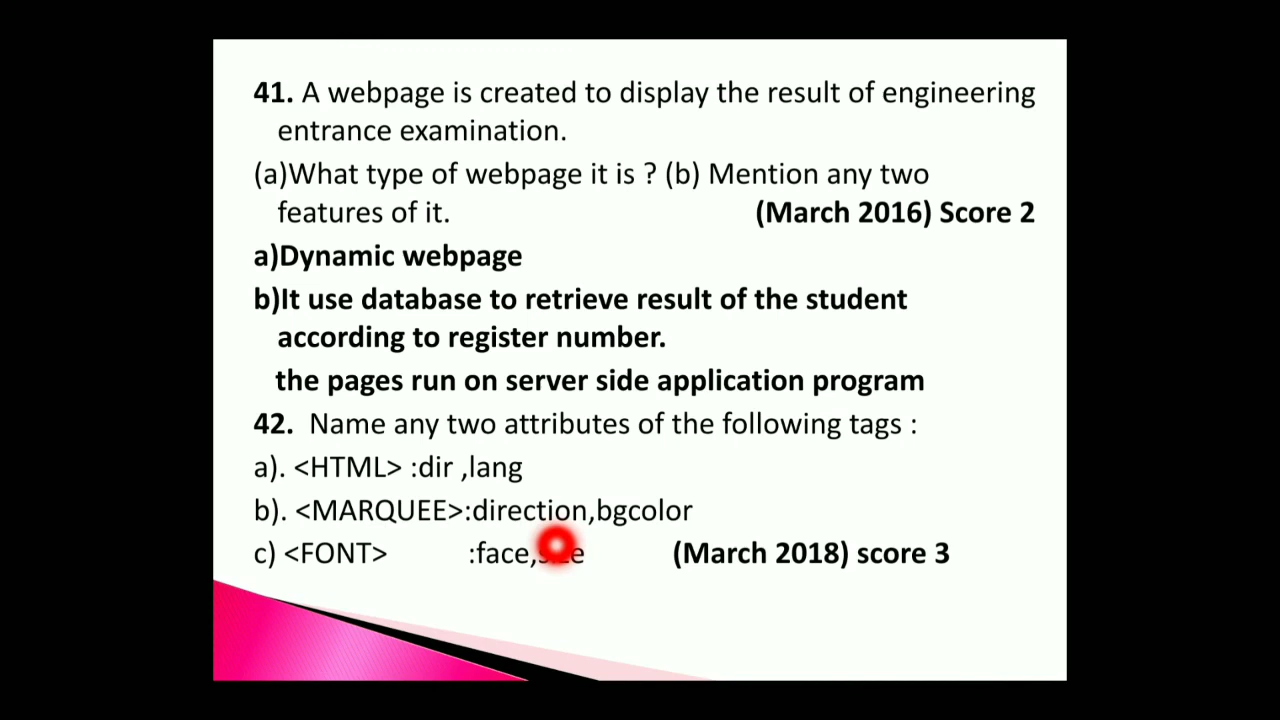 41. A webpage is created to display the result of engineering
entrance examination.
(a)What type of webpage it is ? (b) Mention any two
features of it. (March 2016) Score 2
a)Dynamic webpage
b)It use database to retrieve result of the student
according to register number.
the pages run on server side application program
42. Name any two attributes of the following tags :
a). <HTML> :dir ,lang
b). <MARQUEE>:direction,bgcolor
c) <FONT> :face,size (March 2018) score 3